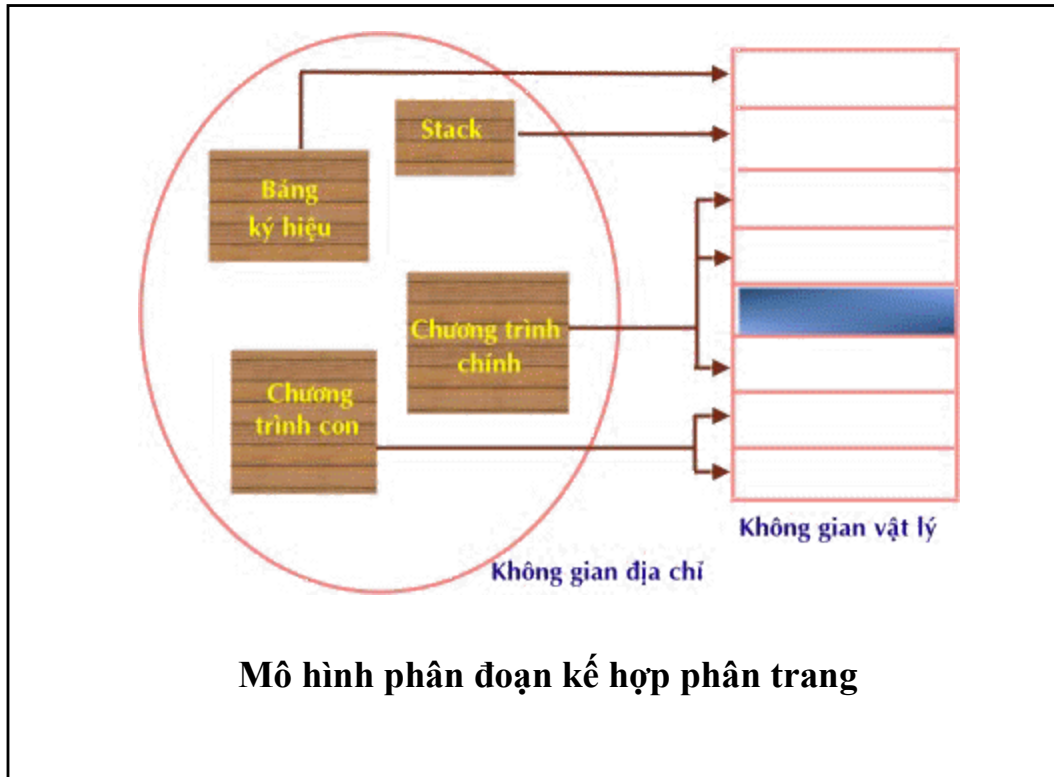 Stack
Bảng
ký hiệu
Chương trình
chính
Chương
trình con
Không gian vật lý
Không gian địa chỉ
Mô hình phân đoạn kế hợp phân trang